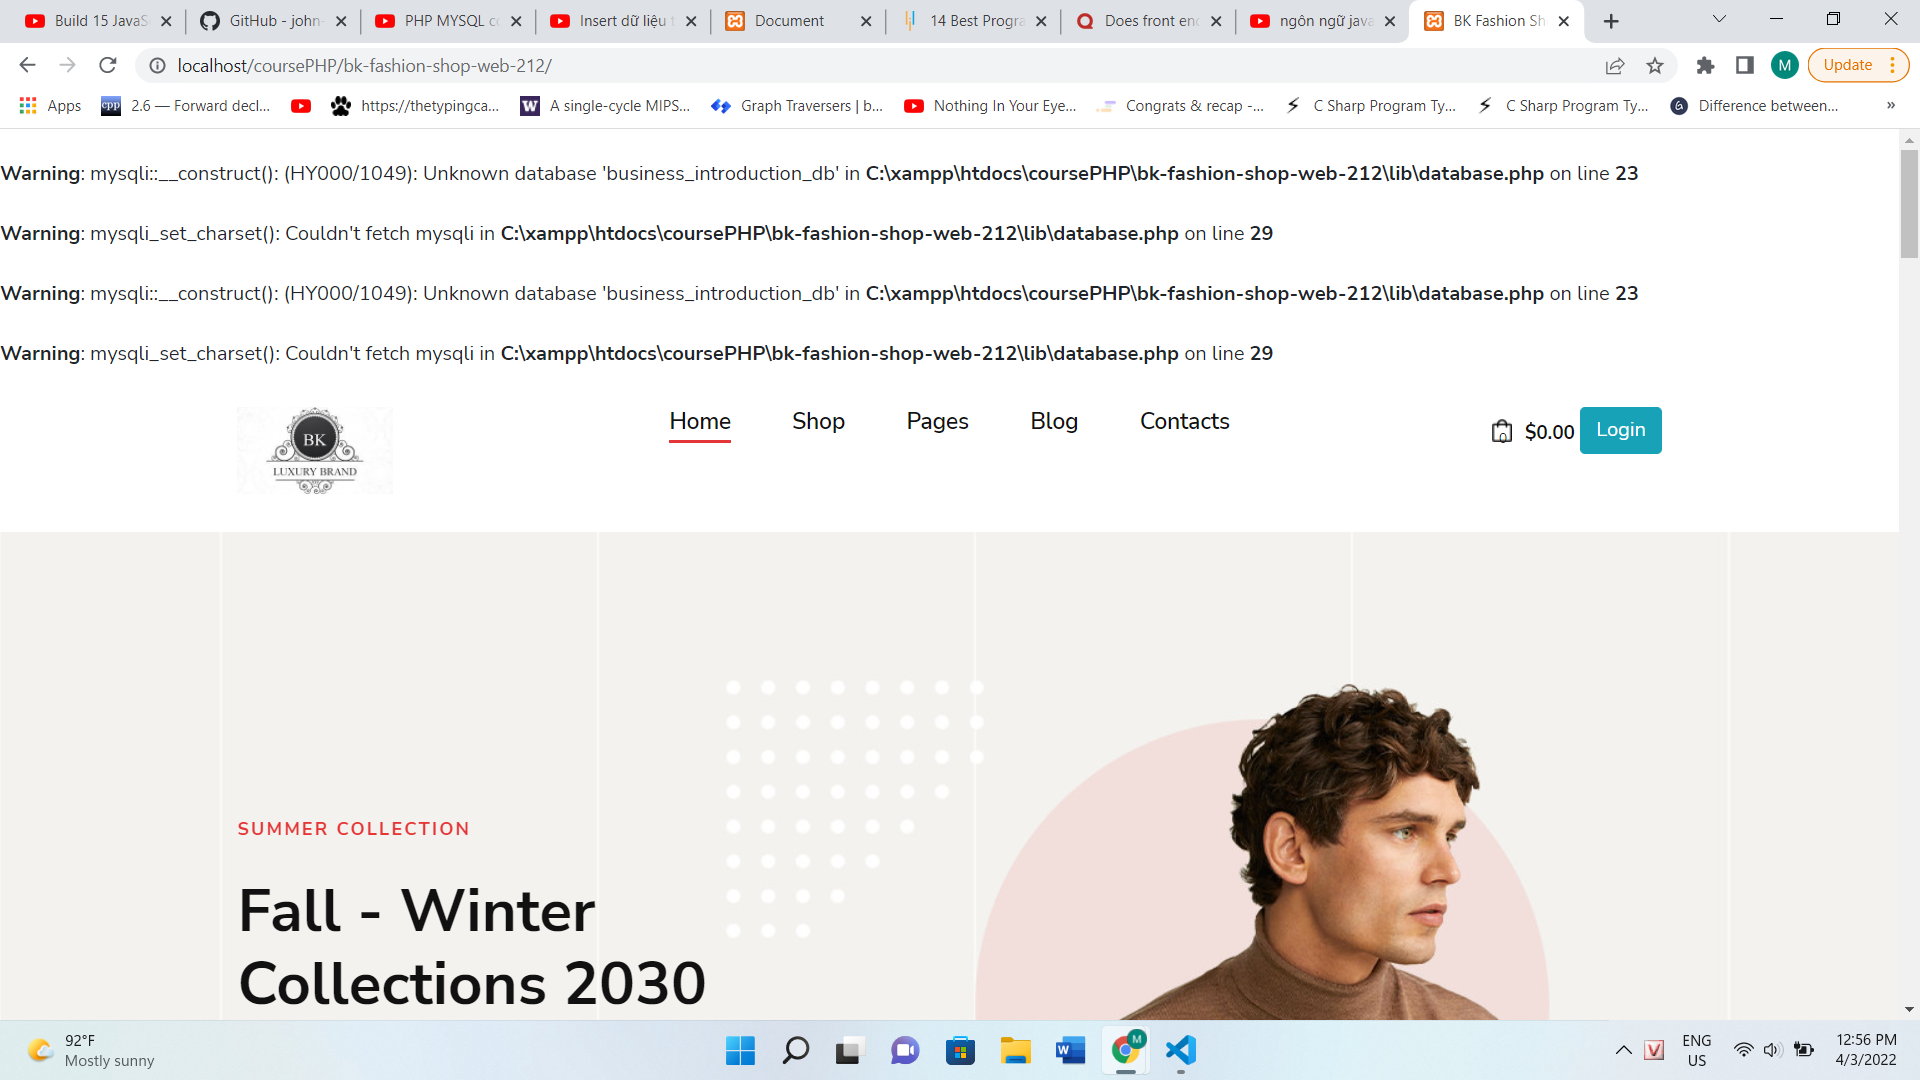 Build 15 JavaS
GitHub - john-
PHP MYSQL co
Insert dữ liệu t
Document
14 Best Progra
Does front end
ngôn ngữ java
BK Fashion Sh
localhost/coursePHP/bk-fashion-shop-web-212/
M
Update
Apps
cpp
2.6 — Forward decl...
https://thetypingca...
W
A single-cycle MIPS...
Graph Traversers | b...
Nothing In Your Eye...
Congrats & recap -...
C Sharp Program Ty...
C Sharp Program Ty...
Difference between...
»
Warning: mysqli::__construct(): (HY000/1049): Unknown database 'business_introduction_db' in C:\xampp\htdocs\coursePHP\bk-fashion-shop-web-212\lib\database.php on line 23
Warning: mysqli_set_charset(): Couldn't fetch mysqli in C:\xampp\htdocs\coursePHP\bk-fashion-shop-web-212\lib\database.php on line 29
Warning: mysqli::__construct(): (HY000/1049): Unknown database 'business_introduction_db' in C:\xampp\htdocs\coursePHP\bk-fashion-shop-web-212\lib\database.php on line 23
Warning: mysqli_set_charset(): Couldn't fetch mysqli in C:\xampp\htdocs\coursePHP\bk-fashion-shop-web-212\lib\database.php on line 29
BK
LUXURY BRAND
Home
Shop
Pages
Blog
Contacts
0
$0.00
Login
SUMMER COLLECTION
Fall - Winter
Collections 2030
92°F
Mostly sunny
W
M
V
ENG
US
12:56 PM
4/3/2022